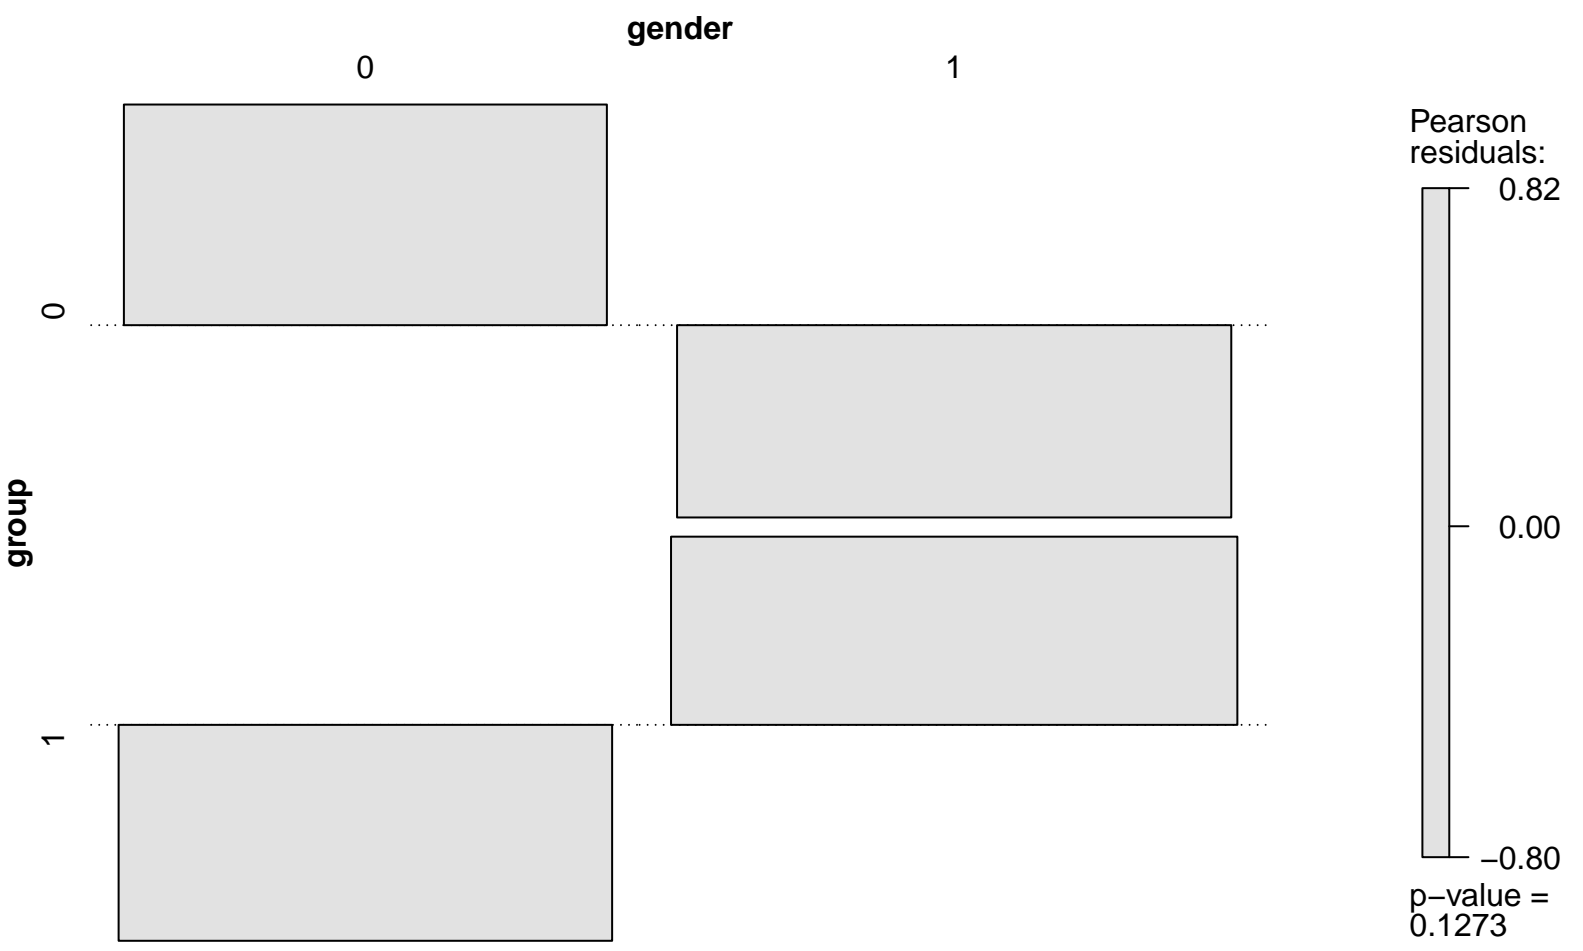 gender
0 1
0
group
1
Pearson
residuals:
0.82
0.00
−0.80
p−value =
0.1273